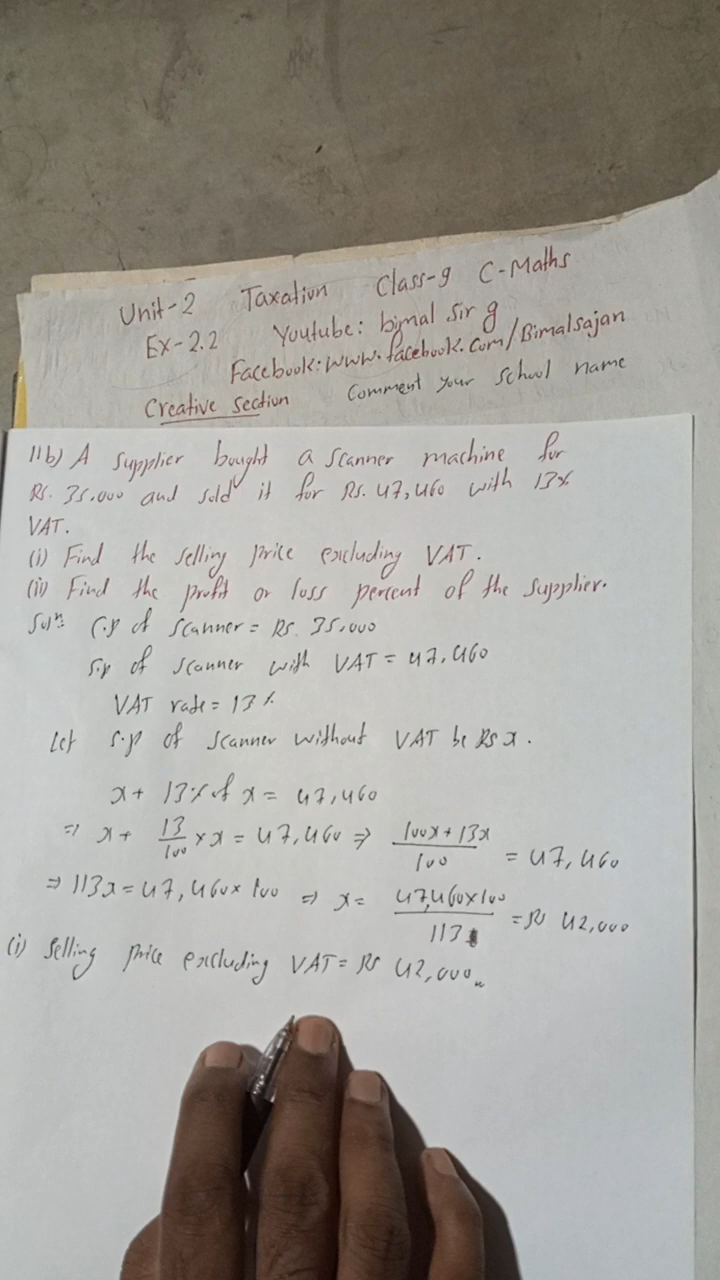 Unit-2 Taxation Class-9 C-Maths
Ex-2.2 Youtube: bimal sir g
Facebook: www.facebook.com/Bimalsajan
Creative section Comment your school name
11b) A supplier bought a scanner machine for
Rs. 35,000 and sold it for Rs. 47,460 with 13%
VAT.
(i) Find the selling price excluding VAT.
(ii) Find the profit or loss percent of the supplier.
Solⁿ: C.p of scanner = Rs. 35,000
S.p of scanner with VAT = 47,460
VAT rate = 13%
Let s.p of scanner without VAT be Rs x.
x + 13% of x = 47,460
⇒ x + 13/100 × x = 47,460 ⇒ 100x + 13x/100 = 47,460
⇒ 113x = 47,460 × 100 ⇒ x = 47,460×100/113 = Rs 42,000
(i) Selling price excluding VAT = Rs 42,000